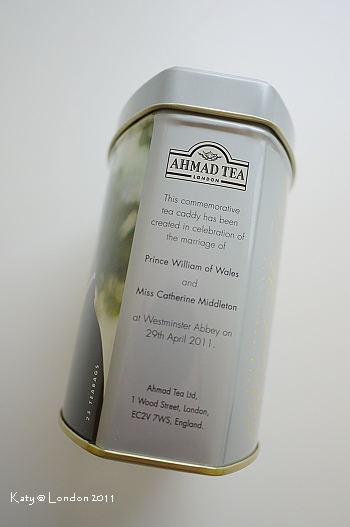 AHMAD TEA
LONDON
This commemorative
tea caddy has been
created in celebration of
the marriage of
Prince William of Wales
and
Miss Catherine Middleton
at Westminster Abbey on
29th April 2011.
Ahmad Tea Ltd,
1 Wood Street, London,
EC2V 7WS, England.
25 TEABAGS
Katy@London 2011